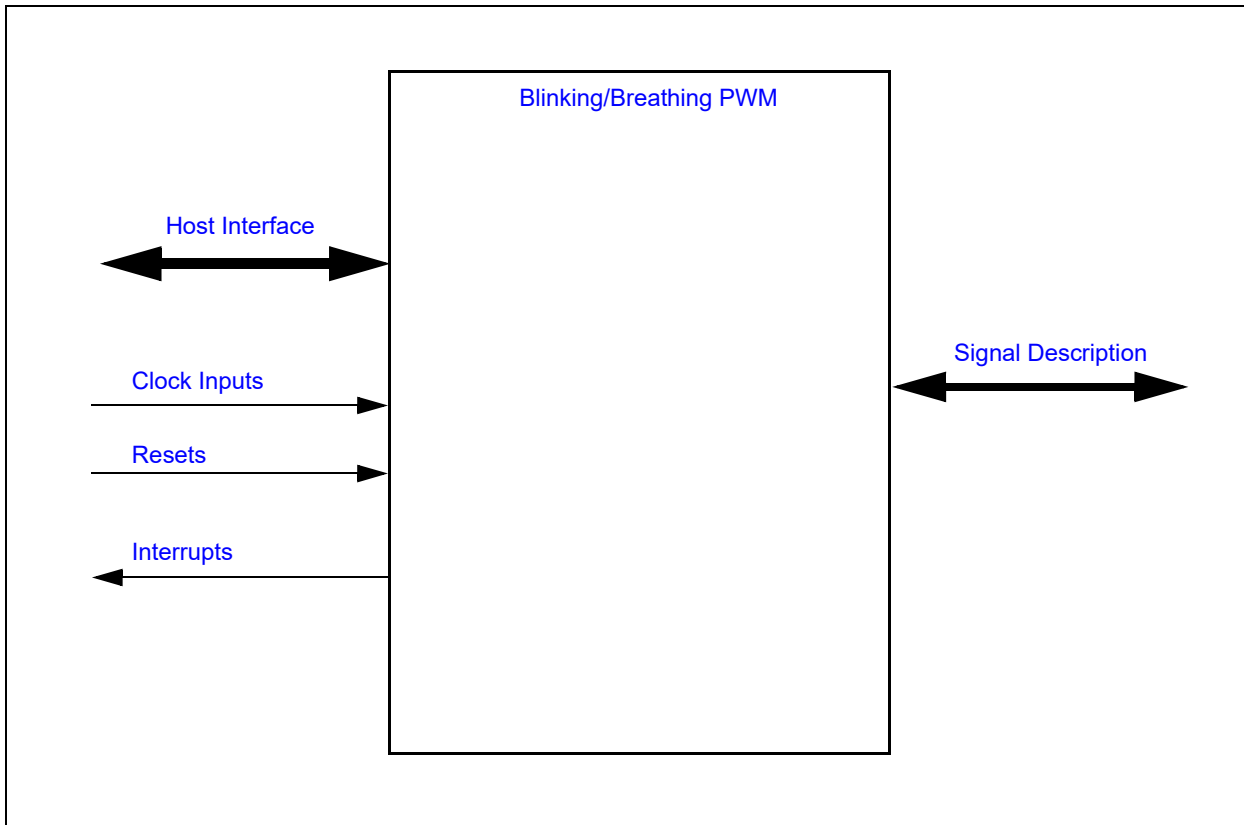 Blinking/Breathing PWM
Host Interface
Signal Description
Clock Inputs
Resets
Interrupts